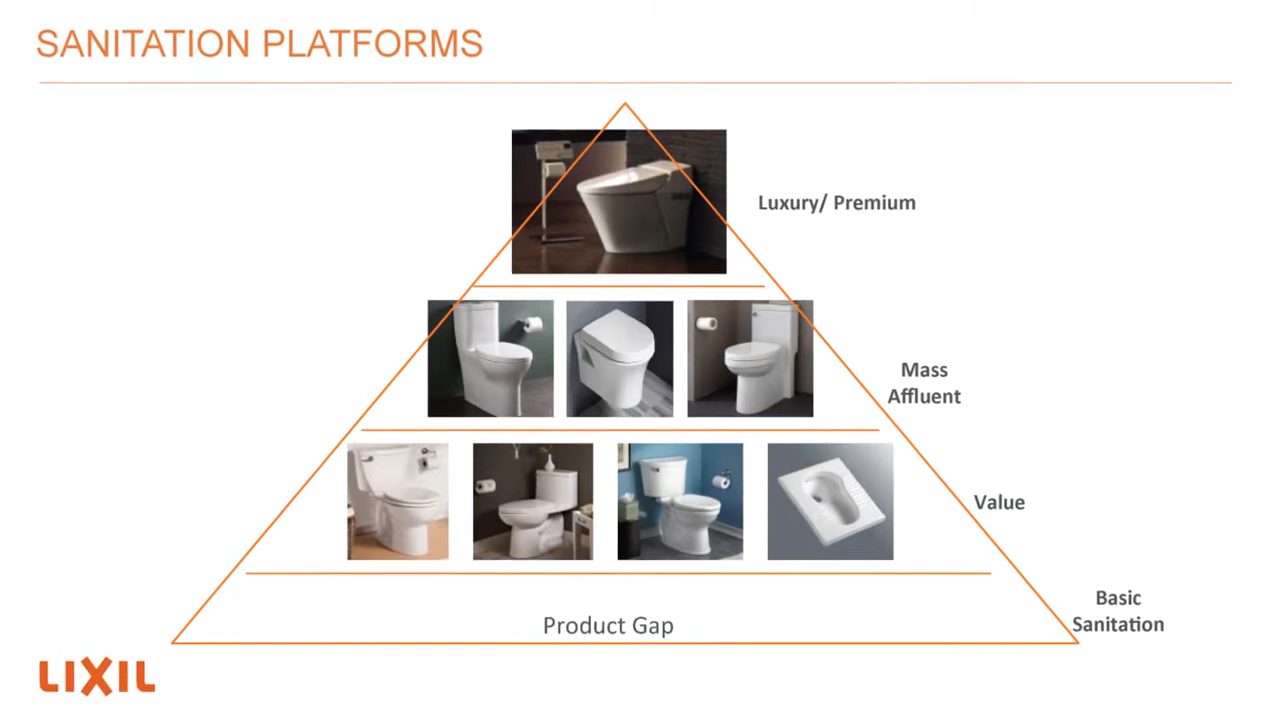 SANITATION PLATFORMS
Luxury/ Premium
Mass
Affluent
Value
Basic
Sanitation
Product Gap
LIXIL